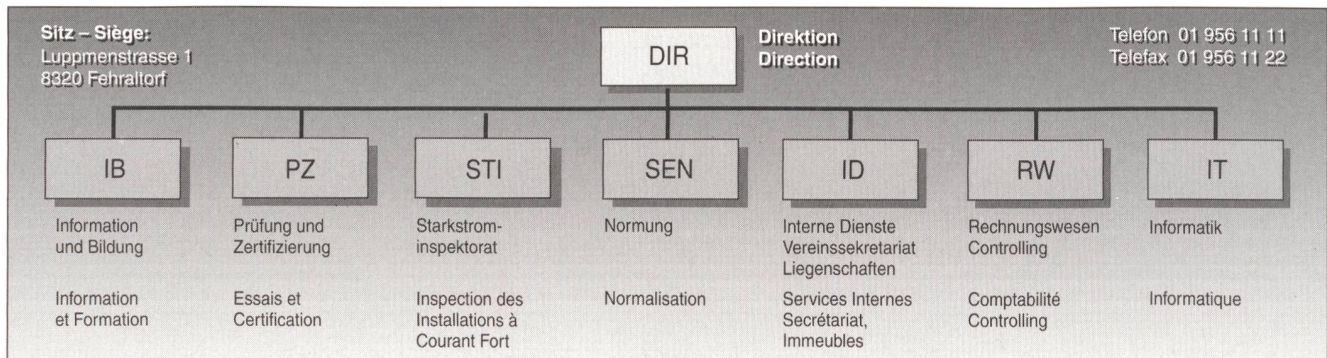 Sitz – Siège:
Luppmenstrasse 1
8320 Fehraltorf
DIR
Direktion
Direction
Telefon 01 956 11 11
Telefax 01 956 11 22
IB
PZ
STI
SEN
ID
RW
IT
Information
und Bildung
Prüfung und
Zertifizierung
Starkstrom-
inspektorat
Normung
Interne Dienste
Vereinssekretariat
Liegenschaften
Rechnungswesen
Controlling
Informatik
Information
et Formation
Essais et
Certification
Inspection des
Installations à
Courant Fort
Normalisation
Services Internes
Secrétariat,
Immeubles
Comptabilité
Controlling
Informatique